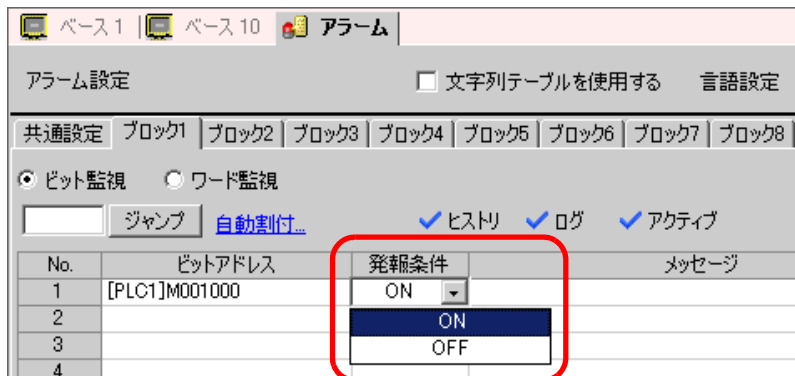 ベース 1 ベース 10 アラーム
アラーム設定 文字列テーブルを使用する 言語設定
共通設定 ブロック1 ブロック2 ブロック3 ブロック4 ブロック5 ブロック6 ブロック7 ブロック8
ビット監視 ワード監視
ジャンプ 自動割付... ヒストリ ログ アクティブ
No. ビットアドレス 発報条件 メッセージ
1 [PLC1]M001000 ON
2 ON
3 OFF
4